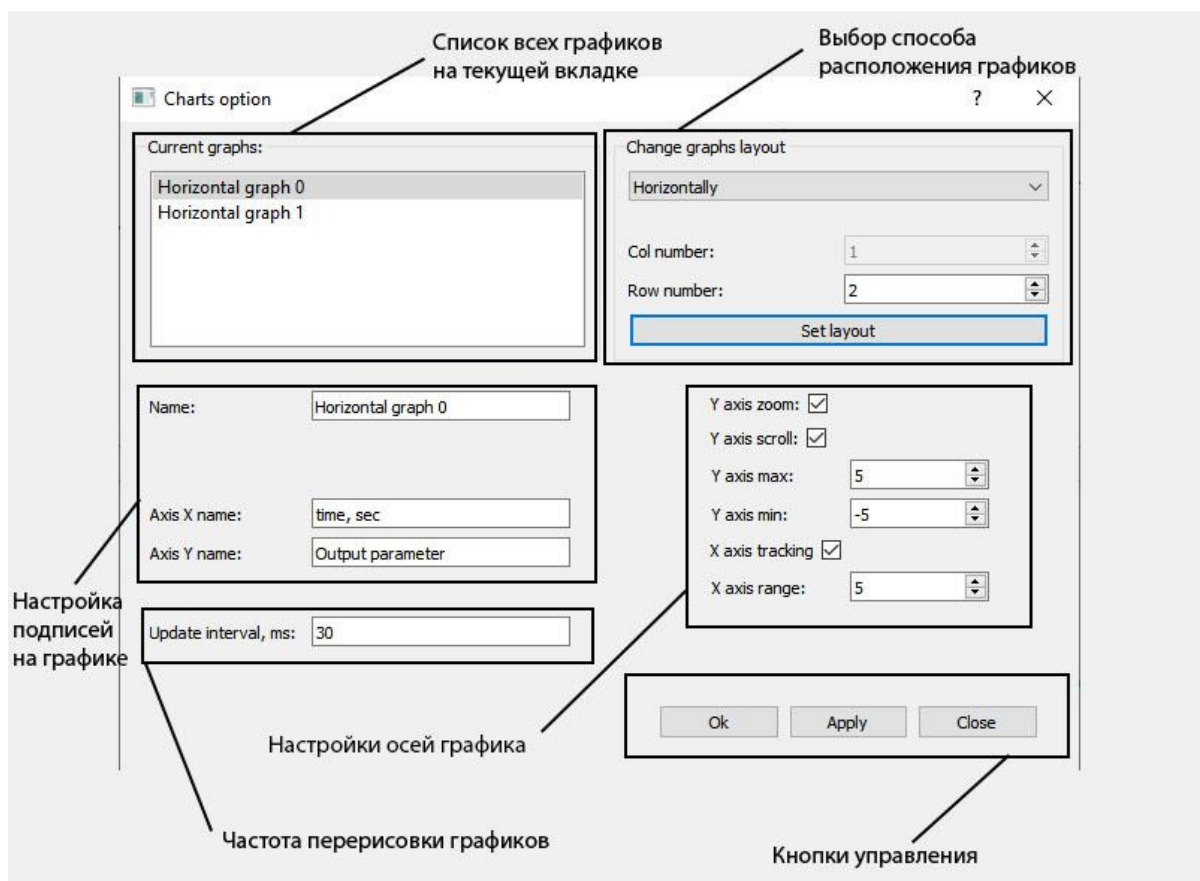 Список всех графиков
на текущей вкладке
Выбор способа
расположения графиков
Charts option
?
Current graphs:
Horizontal graph 0
Horizontal graph 1
Change graphs layout
Horizontally
Col number: 1
Row number: 2
Set layout
Name: Horizontal graph 0
Axis X name: time, sec
Axis Y name: Output parameter
Y axis zoom:
Y axis scroll:
Y axis max: 5
Y axis min: -5
X axis tracking
X axis range: 5
Настройка
подписей
на графике
Update interval, ms: 30
Ok Apply Close
Настройки осей графика
Частота перерисовки графиков
Кнопки управления